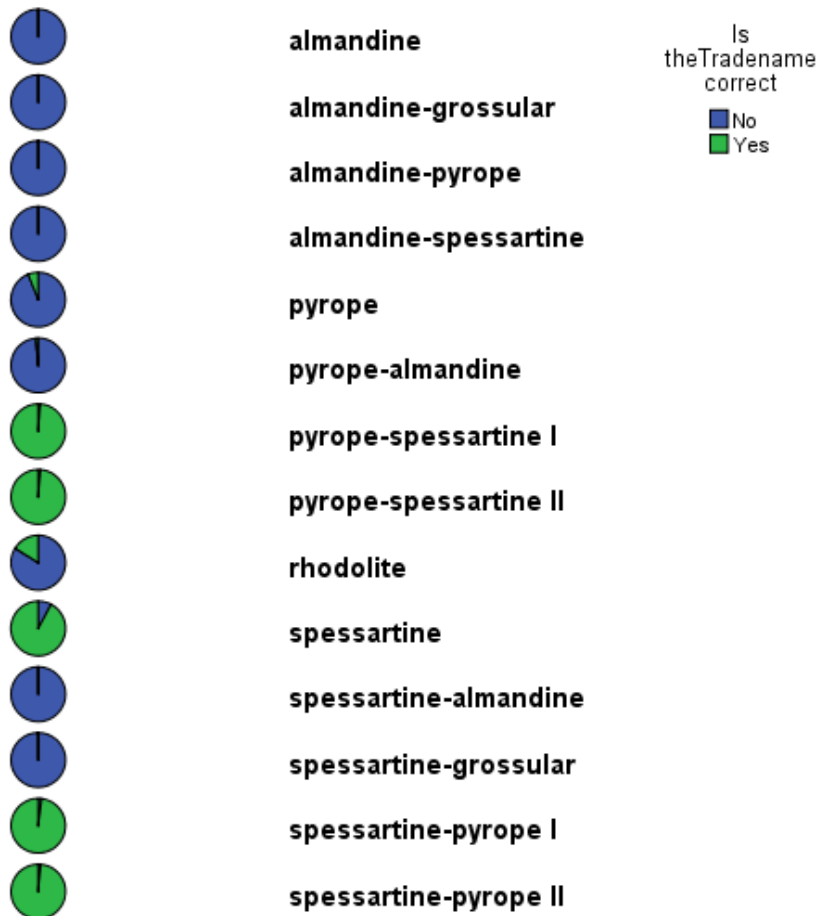 almandine
almandine-grossular
almandine-pyrope
almandine-spessartine
pyrope
pyrope-almandine
pyrope-spessartine I
pyrope-spessartine II
rhodolite
spessartine
spessartine-almandine
spessartine-grossular
spessartine-pyrope I
spessartine-pyrope II
Is
theTradename
correct
No
Yes